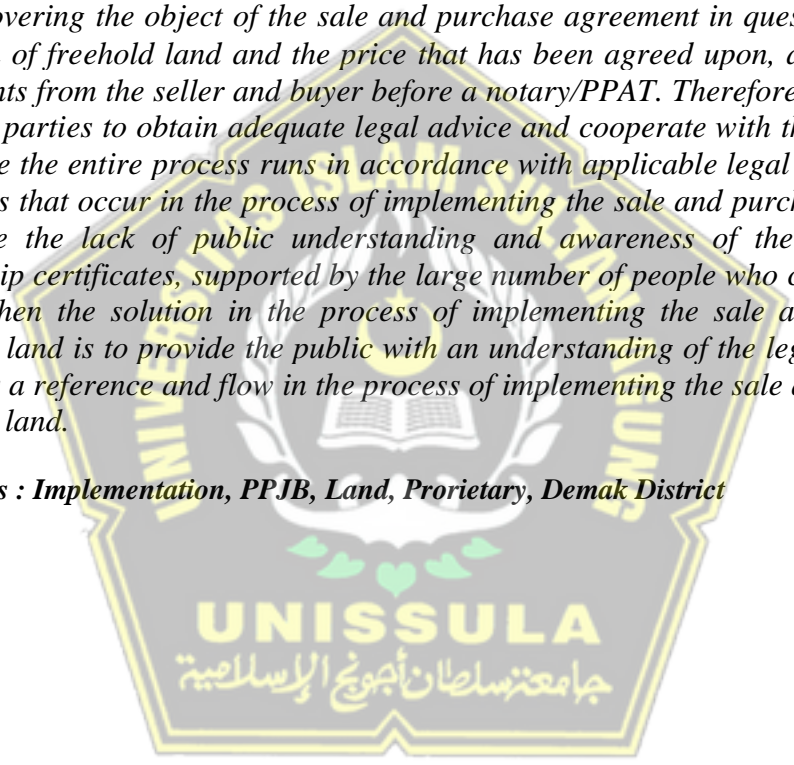 overing the object of the sale and purchase agreement in ques
of freehold land and the price that has been agreed upon, a
nts from the seller and buyer before a notary/PPAT. Therefore
parties to obtain adequate legal advice and cooperate with th
e the entire process runs in accordance with applicable legal
s that occur in the process of implementing the sale and purch
e the lack of public understanding and awareness of the
ip certificates, supported by the large number of people who
hen the solution in the process of implementing the sale a
land is to provide the public with an understanding of the leg
a reference and flow in the process of implementing the sale
land.
s : Implementation, PPJB, Land, Prorietary, Demak District
UNIVERSITAS ISLAM SULTAN AGUNG
UNISSULA
جامعتنسلطان أجونج الإسلامية